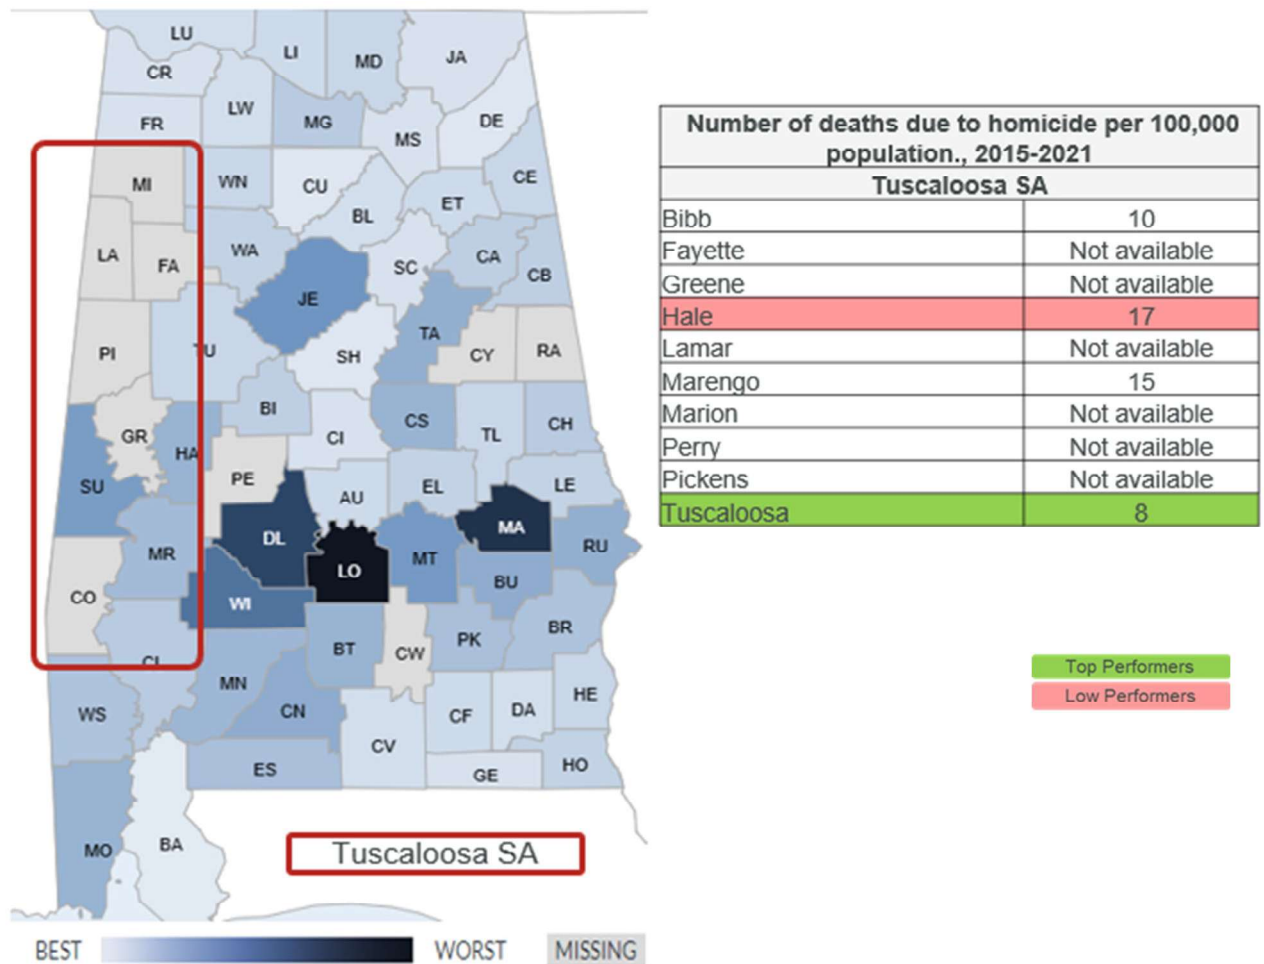 LU
LI
MD
JA
CR
LW
MG
DE
FR
MS
MI
WN
CU
CE
BL
ET
LA
FA
WA
SC
CA
CB
JE
TA
PI
TU
SH
CY
RA
BI
GR
HA
CI
CS
TL
CH
SU
PE
AU
EL
LE
DL
MA
MR
LO
MT
RU
CO
WI
BU
BT
CW
PK
BR
CL
MN
WS
CN
HE
CF
DA
CV
ES
GE
HO
MO
BA
Tuscaloosa SA
BEST WORST MISSING
Number of deaths due to homicide per 100,000
population., 2015-2021
Tuscaloosa SA
Bibb 10
Fayette Not available
Greene Not available
Hale 17
Lamar Not available
Marengo 15
Marion Not available
Perry Not available
Pickens Not available
Tuscaloosa 8
Top Performers
Low Performers